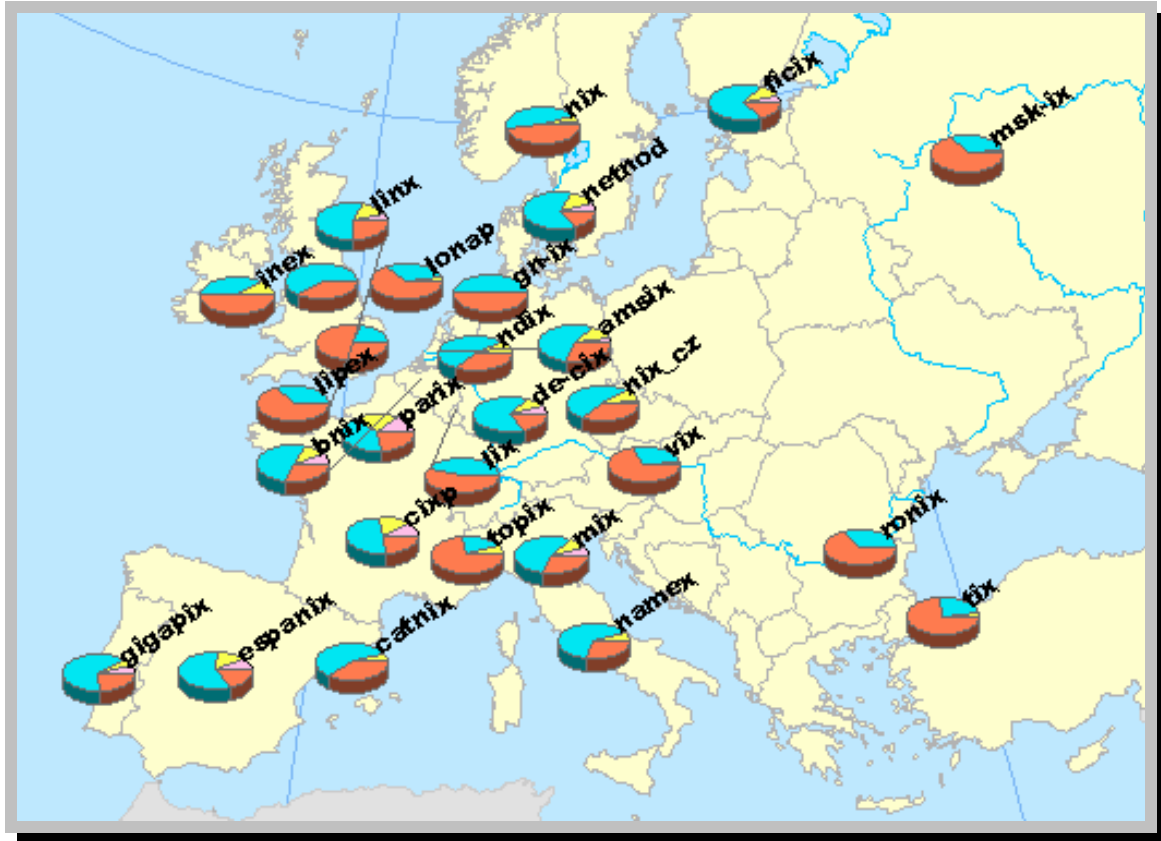 ficix
nix
msk-ix
netnod
linx
lonap
gn-ix
inex
amsix
ndix
nix_cz
de-cix
lipex
parix
bnix
lix
vix
cixp
topix
mix
ronix
namex
tix
gigapix
espanix
catnix